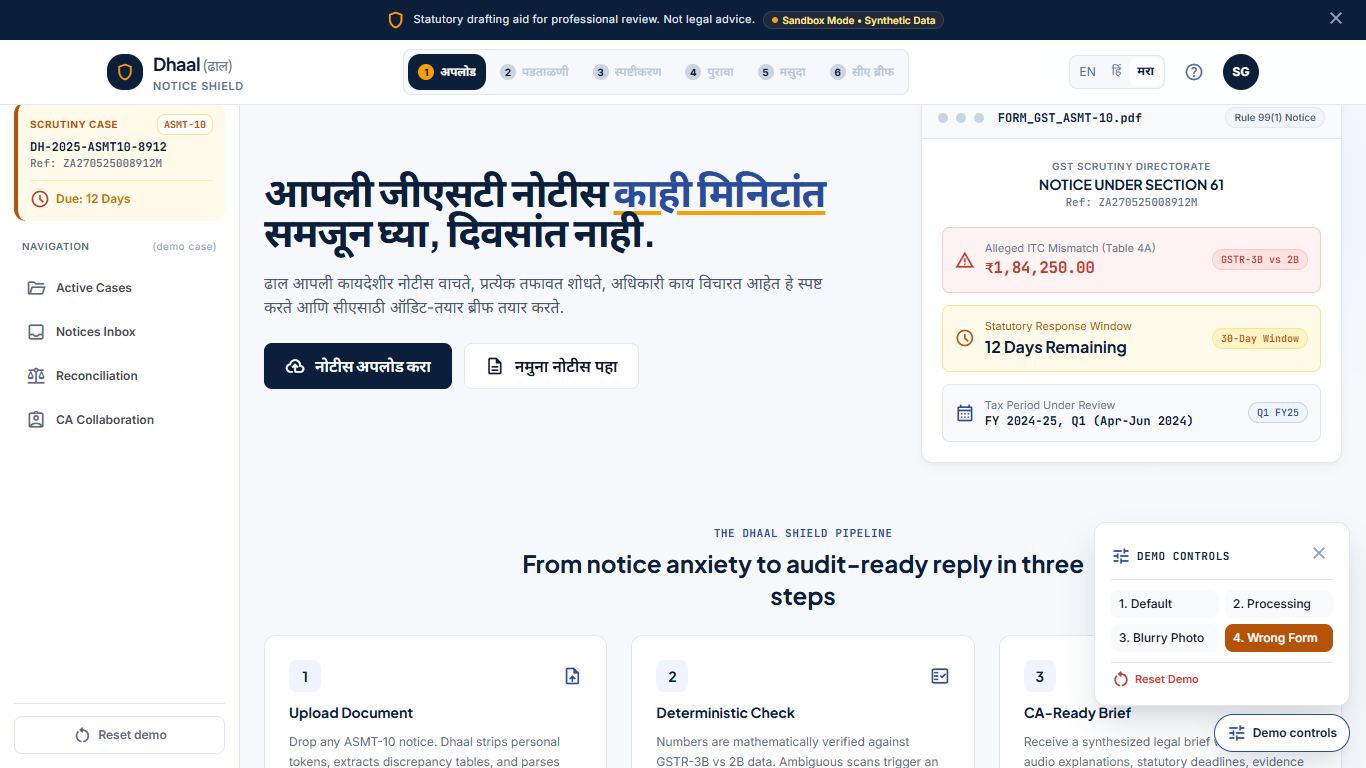 Statutory drafting aid for professional review. Not legal advice.
Sandbox Mode • Synthetic Data
Dhaal (ढाल)
NOTICE SHIELD
1 अपलोड
2 पडताळणी
3 स्पष्टीकरण
4 पुरावा
5 मसुदा
6 सीए ब्रीफ
EN
हिं
मरा
SG
SCRUTINY CASE
ASMT-10
DH-2025-ASMT10-8912
Ref: ZA270525008912M
Due: 12 Days
NAVIGATION
(demo case)
Active Cases
Notices Inbox
Reconciliation
CA Collaboration
Reset demo
आपली जीएसटी नोटीस काही मिनिटांत
समजून घ्या, दिवसांत नाही.
ढाल आपली कायदेशीर नोटीस वाचते, प्रत्येक तफावत शोधते, अधिकारी काय विचारत आहेत हे स्पष्ट
करते आणि सीएसाठी ऑडिट-तयार ब्रीफ तयार करते.
नोटीस अपलोड करा
नमुना नोटीस पहा
FORM_GST_ASMT-10.pdf
Rule 99(1) Notice
GST SCRUTINY DIRECTORATE
NOTICE UNDER SECTION 61
Ref: ZA270525008912M
Alleged ITC Mismatch (Table 4A)
₹1,84,250.00
GSTR-3B vs 2B
Statutory Response Window
12 Days Remaining
30-Day Window
Tax Period Under Review
FY 2024-25, Q1 (Apr-Jun 2024)
Q1 FY25
THE DHAAL SHIELD PIPELINE
From notice anxiety to audit-ready reply in three
steps
1
Upload Document
Drop any ASMT-10 notice. Dhaal strips personal
tokens, extracts discrepancy tables, and parses
2
Deterministic Check
Numbers are mathematically verified against
GSTR-3B vs 2B data. Ambiguous scans trigger an
3
CA-Ready Brief
Receive a synthesized legal brief
audio explanations, statutory deadlines, evidence
DEMO CONTROLS
1. Default
2. Processing
3. Blurry Photo
4. Wrong Form
Reset Demo
Demo controls